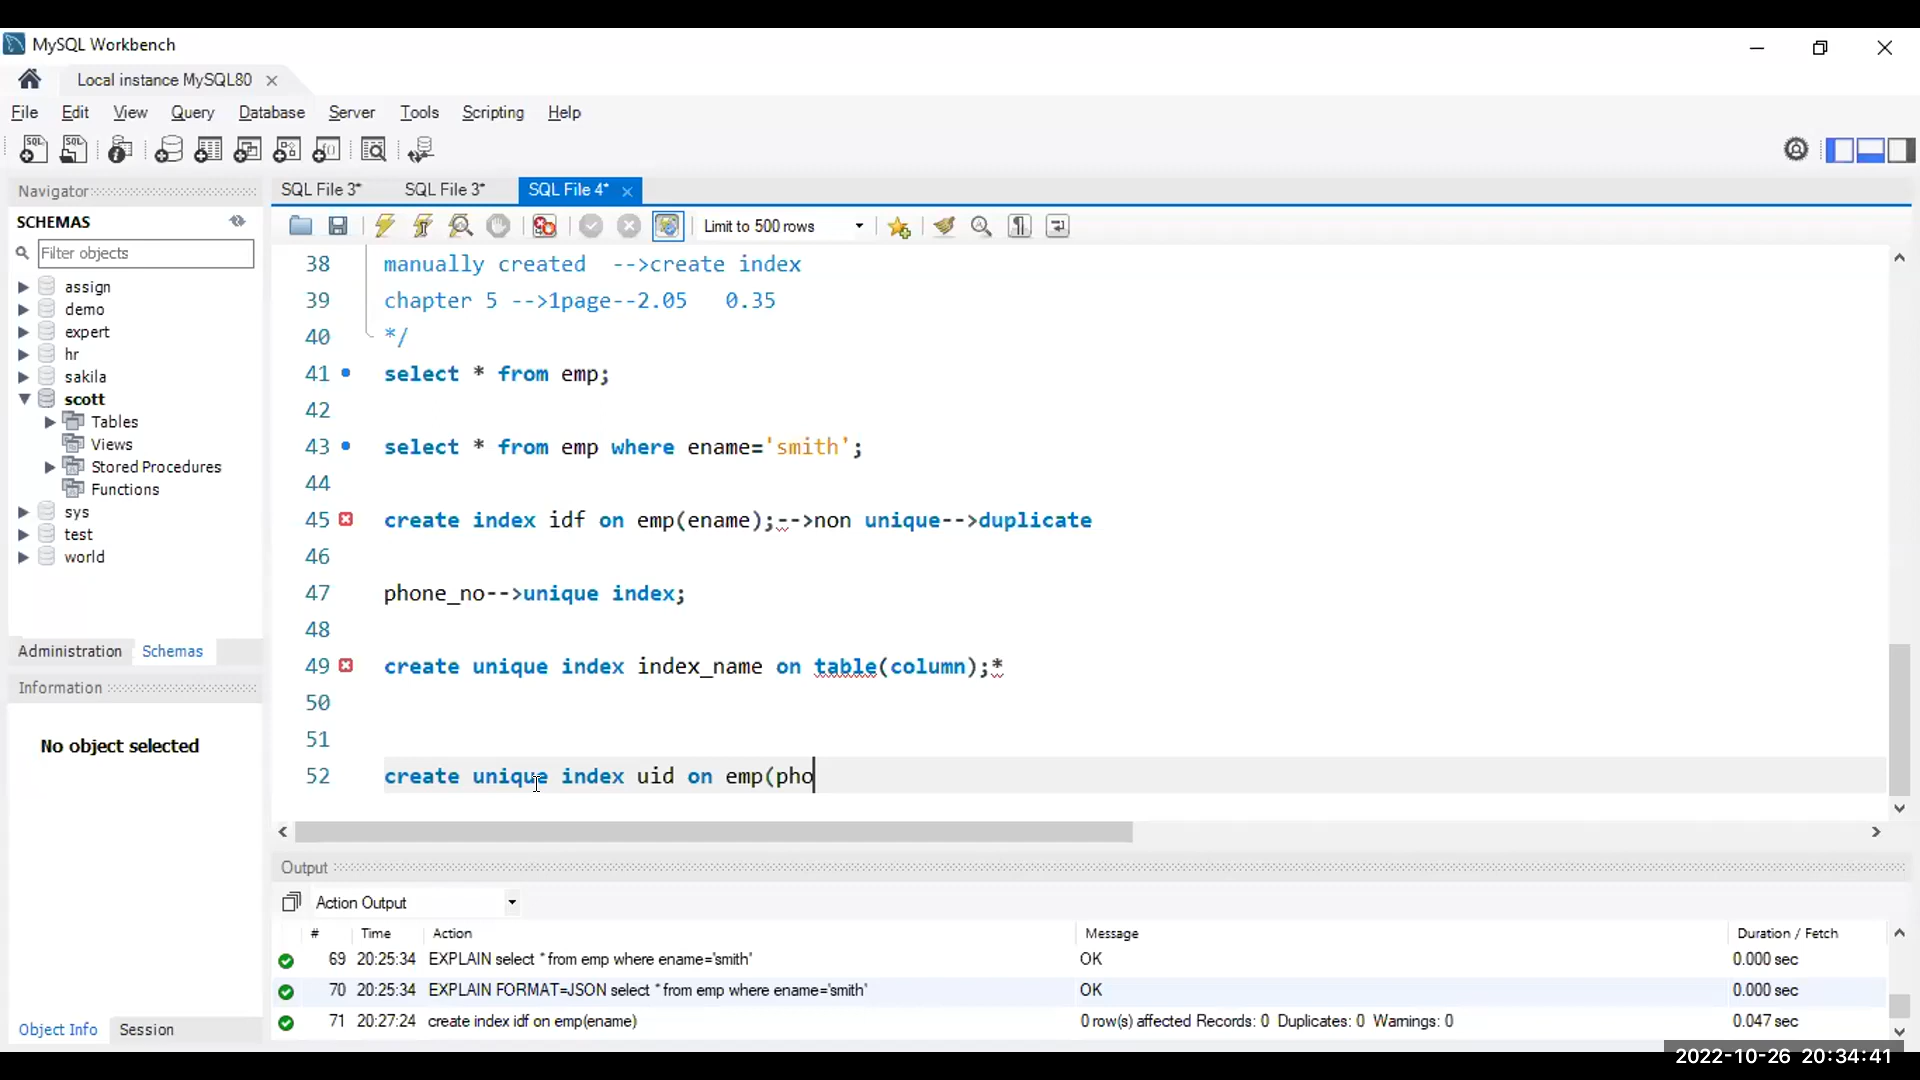 MySQL Workbench
Local instance MySQL80
File Edit View Query Database Server Tools Scripting Help
Navigator
SCHEMAS
Filter objects
assign
demo
expert
hr
sakila
scott
Tables
Views
Stored Procedures
Functions
sys
test
world
Administration Schemas
Information
No object selected
Object Info Session
SQL File 3* SQL File 3* SQL File 4*
Limit to 500 rows
38 manually created -->create index
39 chapter 5 -->1page--2.05 0.35
40 */
41 select * from emp;
42
43 select * from emp where ename='smith';
44
45 create index idf on emp(ename);-->non unique-->duplicate
46
47 phone_no-->unique index;
48
49 create unique index index_name on table(column);*
50
51
52 create unique index uid on emp(pho
Output
Action Output
# Time Action Message Duration / Fetch
69 20:25:34 EXPLAIN select * from emp where ename='smith' OK 0.000 sec
70 20:25:34 EXPLAIN FORMAT=JSON select * from emp where ename='smith' OK 0.000 sec
71 20:27:24 create index idf on emp(ename) 0 row(s) affected Records: 0 Duplicates: 0 Warnings: 0 0.047 sec
2022-10-26 20:34:41